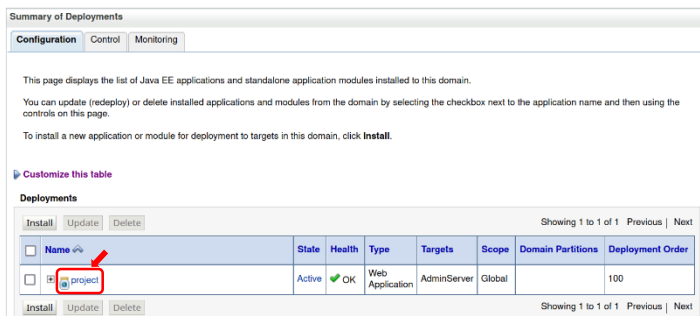 Summary of Deployments
Configuration Control Monitoring
This page displays the list of Java EE applications and standalone application modules installed to this domain.
You can update (redeploy) or delete installed applications and modules from the domain by selecting the checkbox next to the application name and then using the
controls on this page.
To install a new application or module for deployment to targets in this domain, click Install.
Customize this table
Deployments
Install Update Delete Showing 1 to 1 of 1 Previous | Next
Name State Health Type Targets Scope Domain Partitions Deployment Order
project Active OK Web Application AdminServer Global 100
Install Update Delete Showing 1 to 1 of 1 Previous | Next